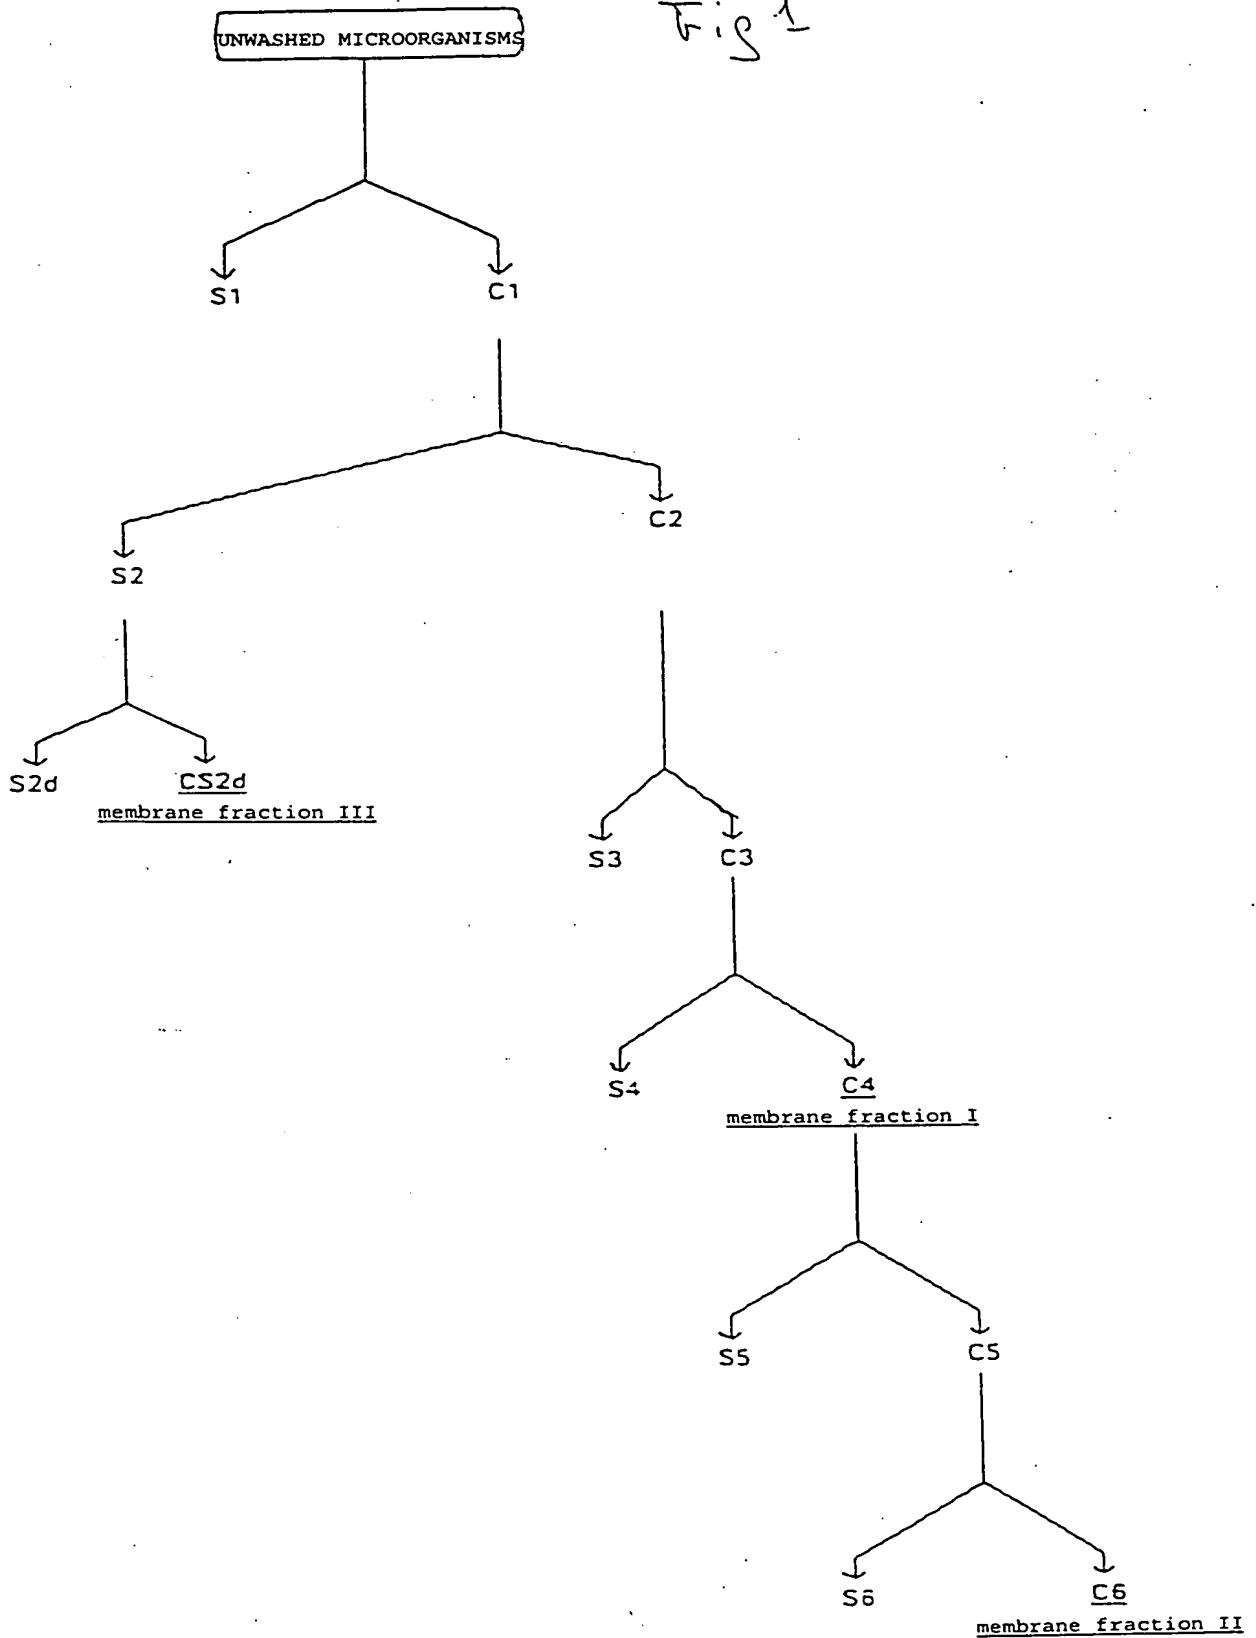 Fig 1
UNWASHED MICROORGANISMS
S1
C1
C2
S2
S2d
CS2d
membrane fraction III
S3
C3
S4
C4
membrane fraction I
S5
C5
S6
C6
membrane fraction II